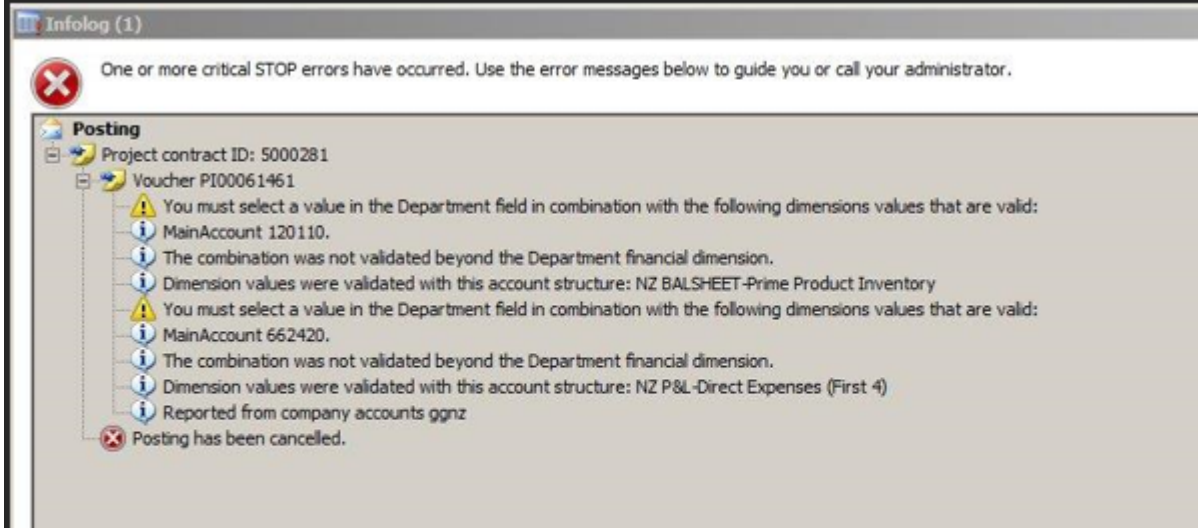 Infolog (1)
One or more critical STOP errors have occurred. Use the error messages below to guide you or call your administrator.
Posting
Project contract ID: 5000281
Voucher PI00061461
You must select a value in the Department field in combination with the following dimensions values that are valid:
MainAccount 120110.
The combination was not validated beyond the Department financial dimension.
Dimension values were validated with this account structure: NZ BALSHEET-Prime Product Inventory
You must select a value in the Department field in combination with the following dimensions values that are valid:
MainAccount 662420.
The combination was not validated beyond the Department financial dimension.
Dimension values were validated with this account structure: NZ P&L-Direct Expenses (First 4)
Reported from company accounts ggnz
Posting has been cancelled.